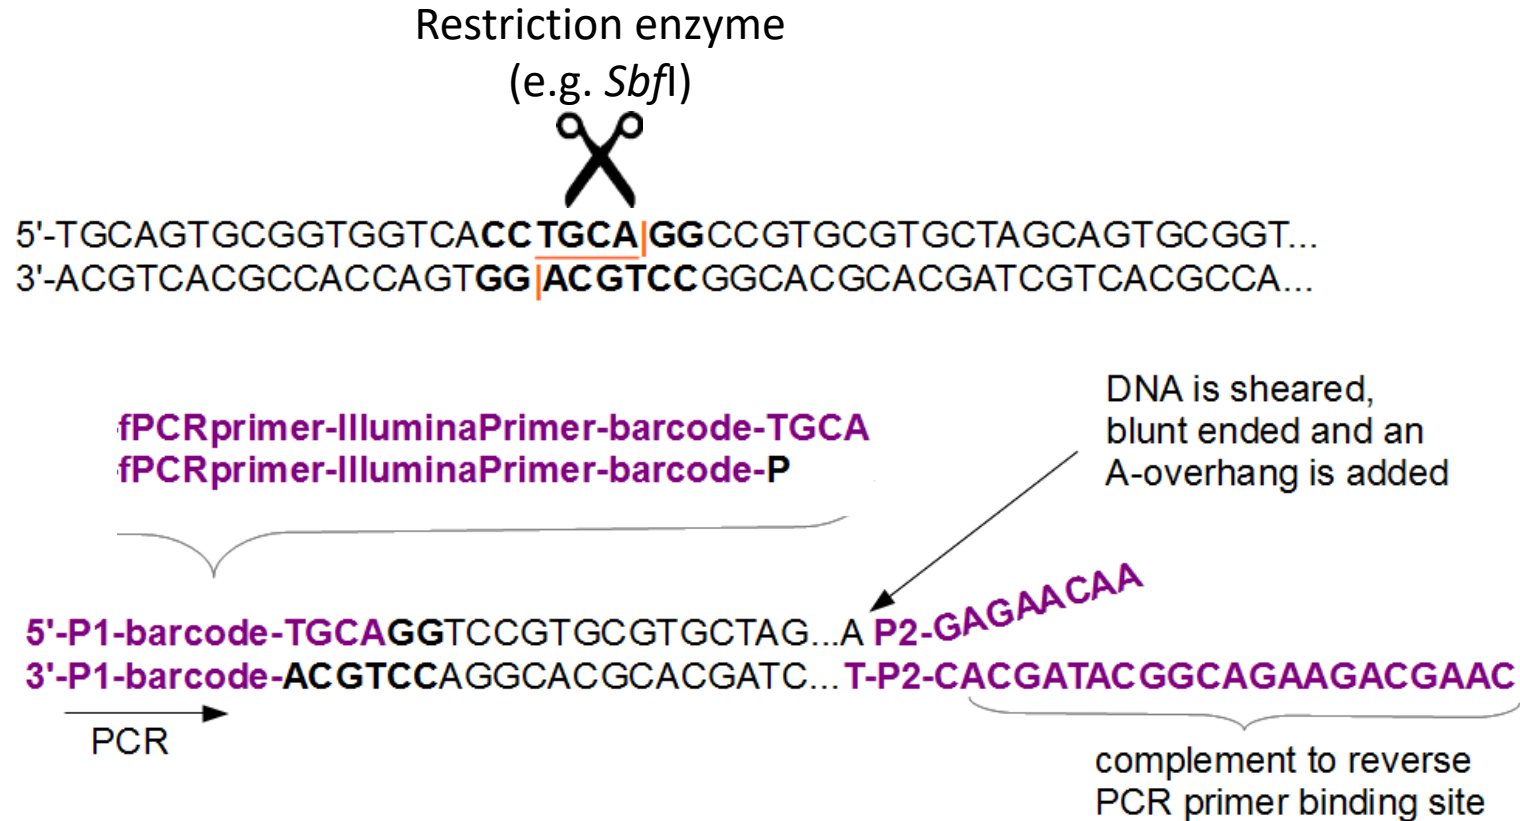 Restriction enzyme
(e.g. SbfI)
5'-TGCAGTGCGGTGGTCACCTGCA|GGCCGTGCGTGCTAGCAGTGCGGT...
3'-ACGTCACGCCACCAGTGG|ACGTCCGGCACGCACGATCGTCACGCCA...
DNA is sheared,
blunt ended and an
A-overhang is added
fPCRprimer-IlluminaPrimer-barcode-TGCA
fPCRprimer-IlluminaPrimer-barcode-P
5'-P1-barcode-TGCAGGTCCGTGCGTGCTAG...A P2-GAGAACAA
3'-P1-barcode-ACGTCCAGGCACGCACGATC...T-P2-CACGATACGGCAGAAGACGAAC
PCR
complement to reverse
PCR primer binding site